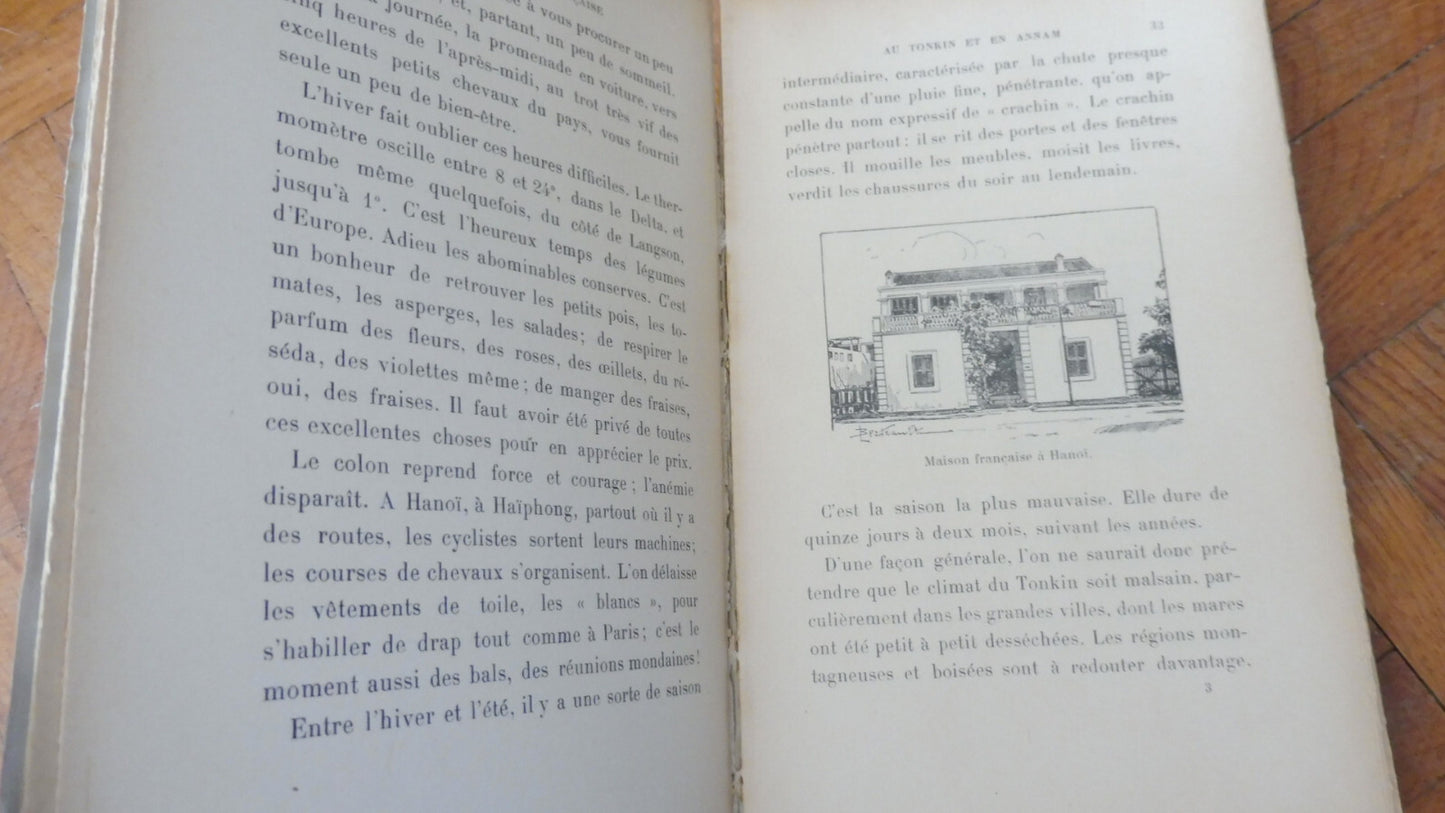 ÇAISE
à vous procurer un peu
et, partant, un peu de sommeil.
journée, la promenade en voiture, vers
cinq heures de l'après-midi, au trot très vif des
excellents petits chevaux du pays, vous fournit
seule un peu de bien-être.
L'hiver fait oublier ces heures difficiles. Le ther-
momètre oscille entre 8 et 24°, dans le Delta, et
tombe même quelquefois, du côté de Langson,
jusqu'à 1°. C'est l'heureux temps des légumes
d'Europe. Adieu les abominables conserves. C'est
un bonheur de retrouver les petits pois, les to-
mates, les asperges, les salades; de respirer le
parfum des fleurs, des roses, des œillets, du ré-
séda, des violettes même; de manger des fraises,
oui, des fraises. Il faut avoir été privé de toutes
ces excellentes choses pour en apprécier le prix.
Le colon reprend force et courage; l'anémie
disparaît. A Hanoï, à Haïphong, partout où il y a
des routes, les cyclistes sortent leurs machines;
les courses de chevaux s'organisent. L'on délaisse
les vêtements de toile, les « blancs », pour
s'habiller de drap tout comme à Paris; c'est le
moment aussi des bals, des réunions mondaines!
Entre l'hiver et l'été, il y a une sorte de saison
AU TONKIN ET EN ANNAM 33
intermédiaire, caractérisée par la chute presque
constante d'une pluie fine, pénétrante, qu'on ap-
pelle du nom expressif de « crachin ». Le crachin
pénètre partout; il se rit des portes et des fenêtres
closes. Il mouille les meubles, moisit les livres,
verdit les chaussures du soir au lendemain.
Maison française à Hanoï.
C'est la saison la plus mauvaise. Elle dure de
quinze jours à deux mois, suivant les années.
D'une façon générale, l'on ne saurait donc pré-
tendre que le climat du Tonkin soit malsain, par-
culièrement dans les grandes villes, dont les mares
ont été petit à petit desséchées. Les régions mon-
tagneuses et boisées sont à redouter davantage,
3